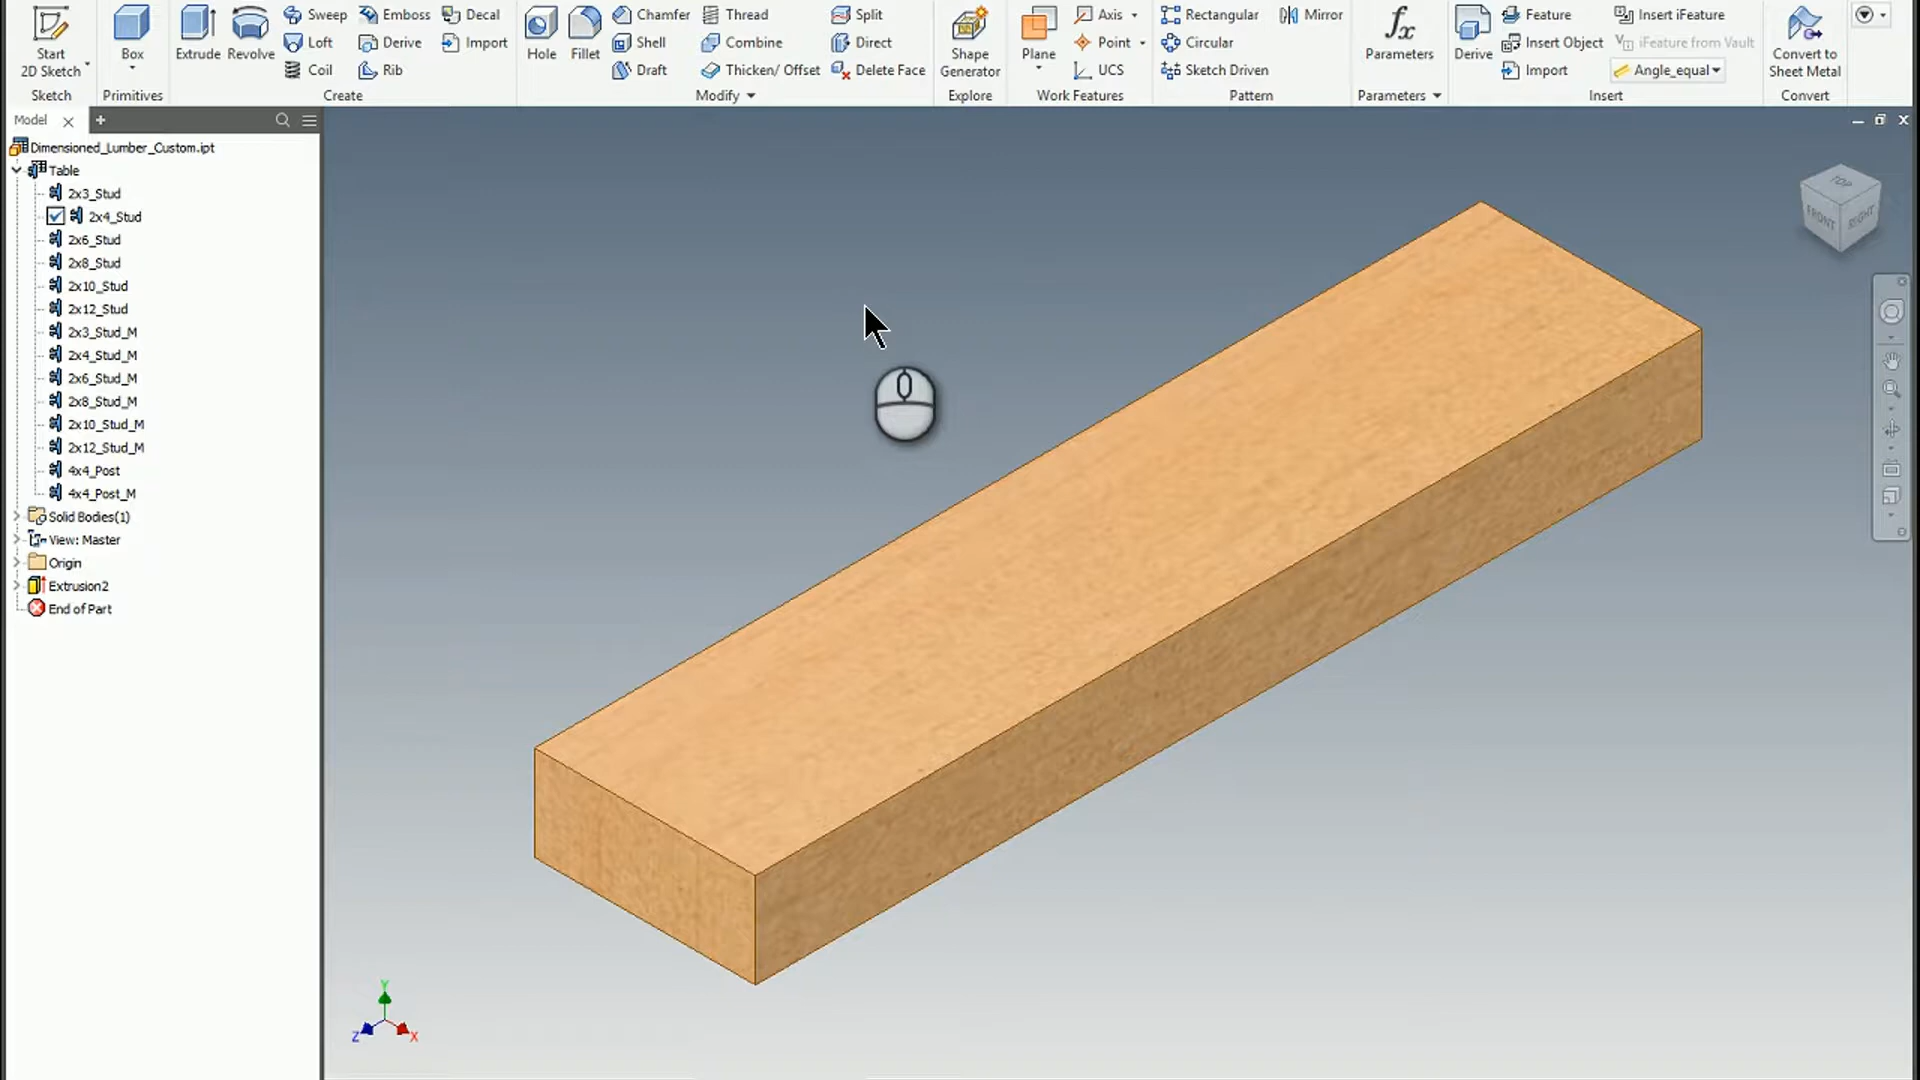 Start
2D Sketch
Sketch
Box
Primitives
Extrude
Revolve
Sweep
Loft
Coil
Emboss
Derive
Rib
Decal
Import
Create
Hole
Fillet
Chamfer
Shell
Draft
Thread
Combine
Thicken/ Offset
Split
Direct
Delete Face
Modify
Shape
Generator
Explore
Plane
Axis
Point
UCS
Work Features
Rectangular
Circular
Sketch Driven
Mirror
Pattern
fx
Parameters
Parameters
Derive
Feature
Insert Object
Import
Insert iFeature
iFeature from Vault
Angle_equal
Insert
Convert to
Sheet Metal
Convert
Model
Dimensioned_Lumber_Custom.ipt
Table
2x3_Stud
2x4_Stud
2x6_Stud
2x8_Stud
2x10_Stud
2x12_Stud
2x3_Stud_M
2x4_Stud_M
2x6_Stud_M
2x8_Stud_M
2x10_Stud_M
2x12_Stud_M
4x4_Post
4x4_Post_M
Solid Bodies(1)
View: Master
Origin
Extrusion2
End of Part
TOP
FRONT
RIGHT
Y
Z
X